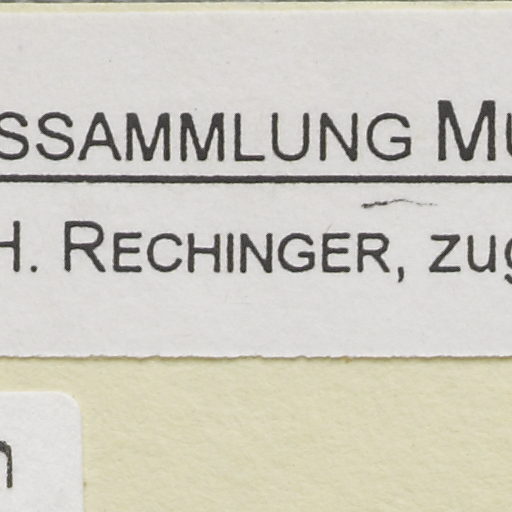 SSAMMLUNG MU
H. RECHINGER, zug
n